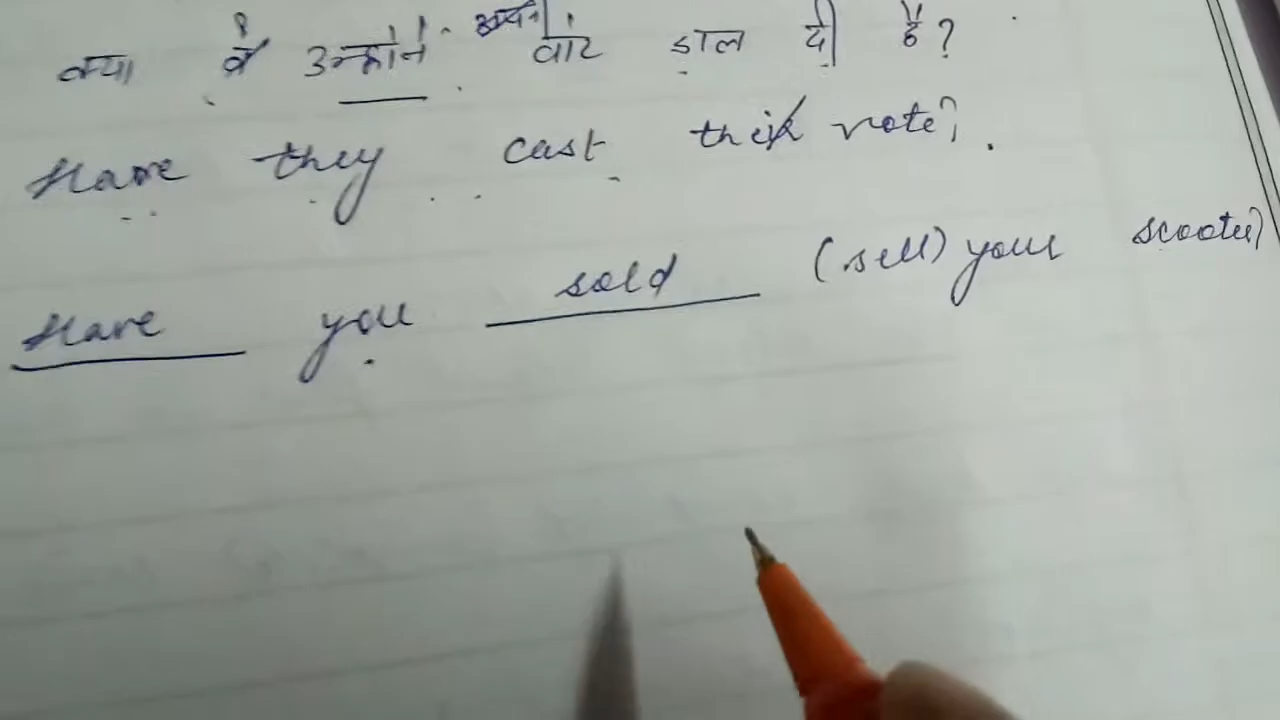 क्या वे उन्होंने अपनी वोट डाल दी है?
Have they cast their vote?
Have you sold (sell) your scooter?